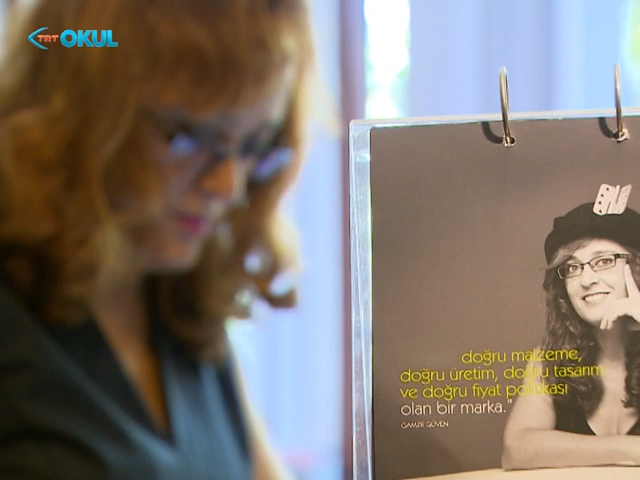 TRT OKUL
doğru malzeme,
doğru üretim, doğru tasarım
ve doğru fiyat politikası
olan bir marka."
GAMZE GÜVEN